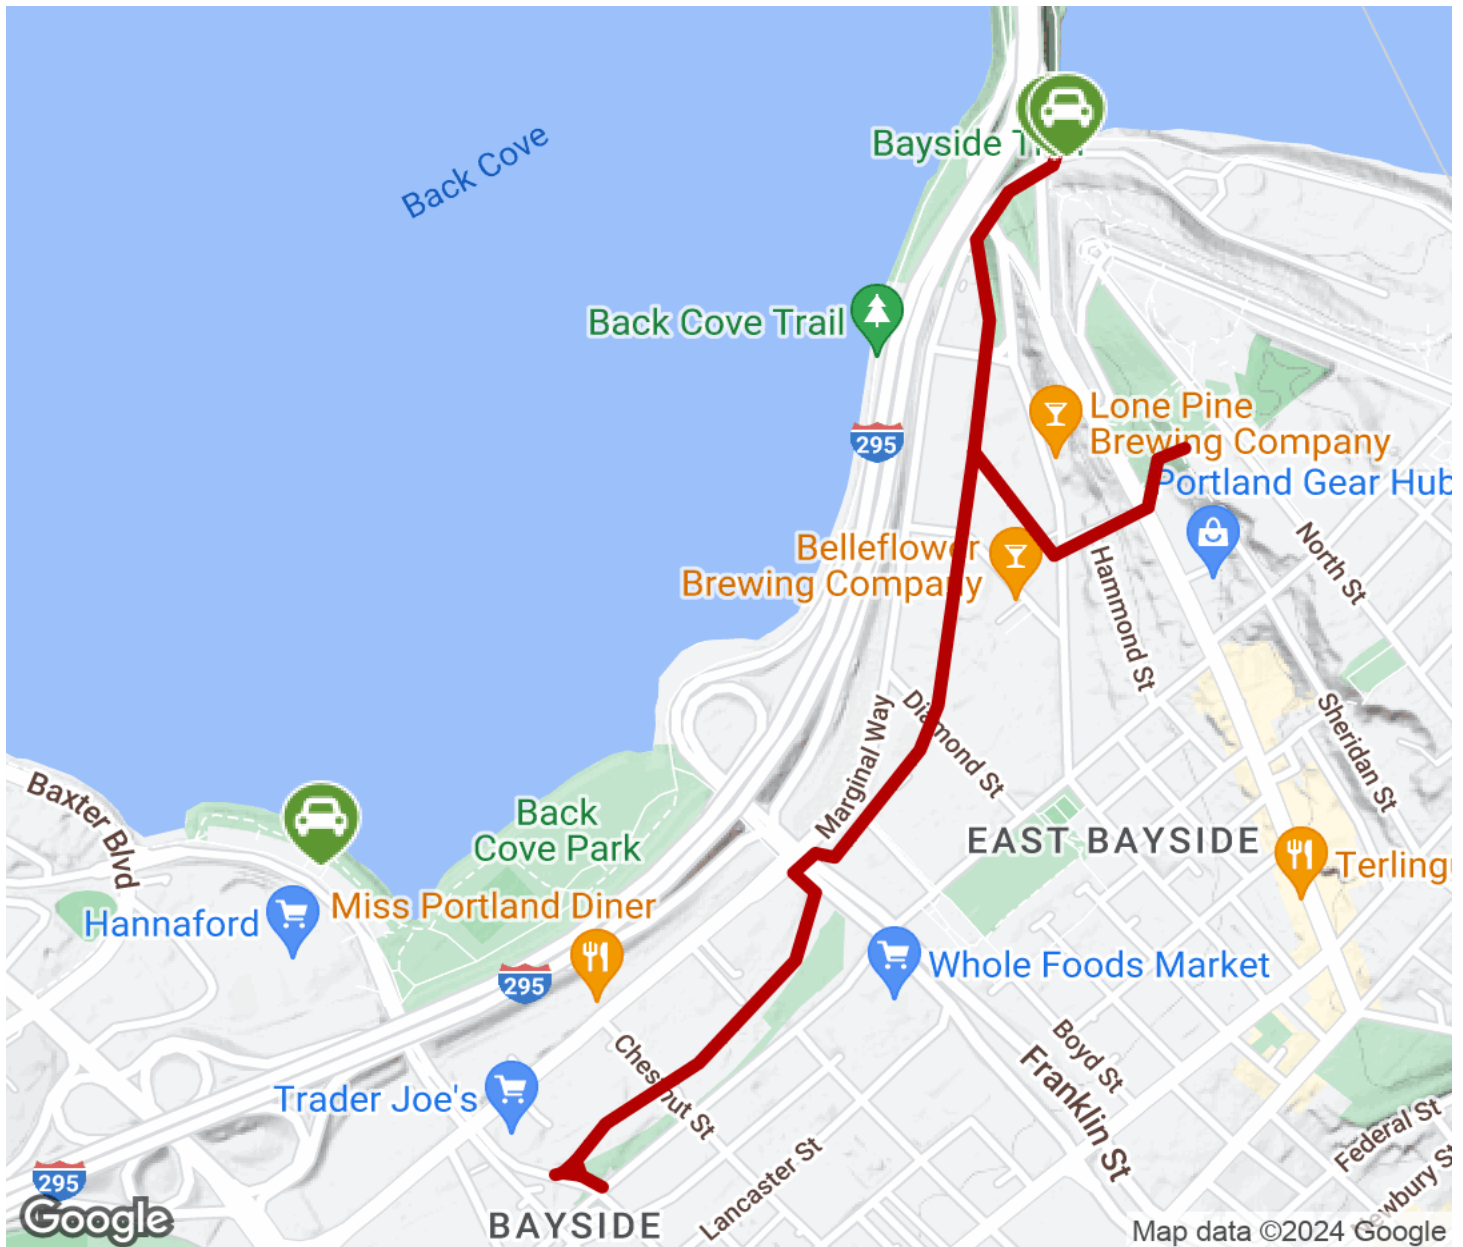 Back Cove
Bayside T
Back Cove Trail
295
Lone Pine
Brewing Company
Portland Gear Hub
Belleflower
Brewing Company
North St
Hammond St
Diamond St
Marginal Way
Sheridan St
Baxter Blvd
Back
Cove Park
EAST BAYSIDE
Hannaford
Miss Portland Diner
295
Whole Foods Market
Boyd St
Franklin St
Chestnut St
Trader Joe's
Lancaster St
Federal St
295
Google
BAYSIDE
Map data ©2024 Google